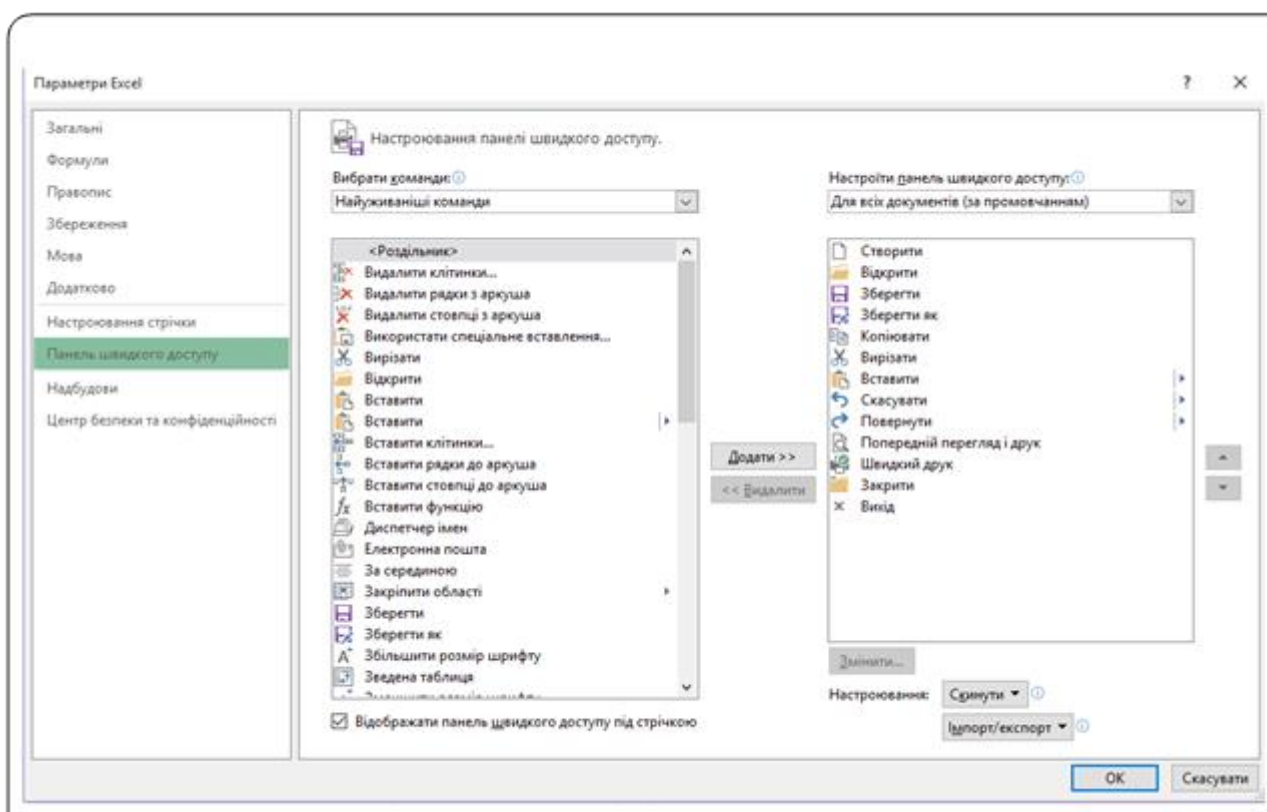 Параметри Excel
?
Загальні
Формули
Правопис
Збереження
Мова
Додатково
Настроювання стрічки
Панель швидкого доступу
Надбудови
Центр безпеки та конфіденційності
Настроювання панелі швидкого доступу.
Вибрати команди:
Найуживаніші команди
<Роздільник>
Видалити клітинки...
Видалити рядки з аркуша
Видалити стовпці з аркуша
Використати спеціальне вставлення...
Вирізати
Відкрити
Вставити
Вставити
Вставити клітинки...
Вставити рядки до аркуша
Вставити стовпці до аркуша
Вставити функцію
Диспетчер імен
Електронна пошта
За серединою
Закріпити області
Зберегти
Зберегти як
Збільшити розмір шрифту
Зведена таблиця
Відображати панель швидкого доступу під стрічкою
Додати >>
<< Видалити
Настроїти панель швидкого доступу:
Для всіх документів (за промовчанням)
Створити
Відкрити
Зберегти
Зберегти як
Копіювати
Вирізати
Вставити
Скасувати
Повернути
Попередній перегляд і друк
Швидкий друк
Закрити
Вихід
Змінити...
Настроювання:
Скинути
Імпорт/експорт
ОК
Скасувати